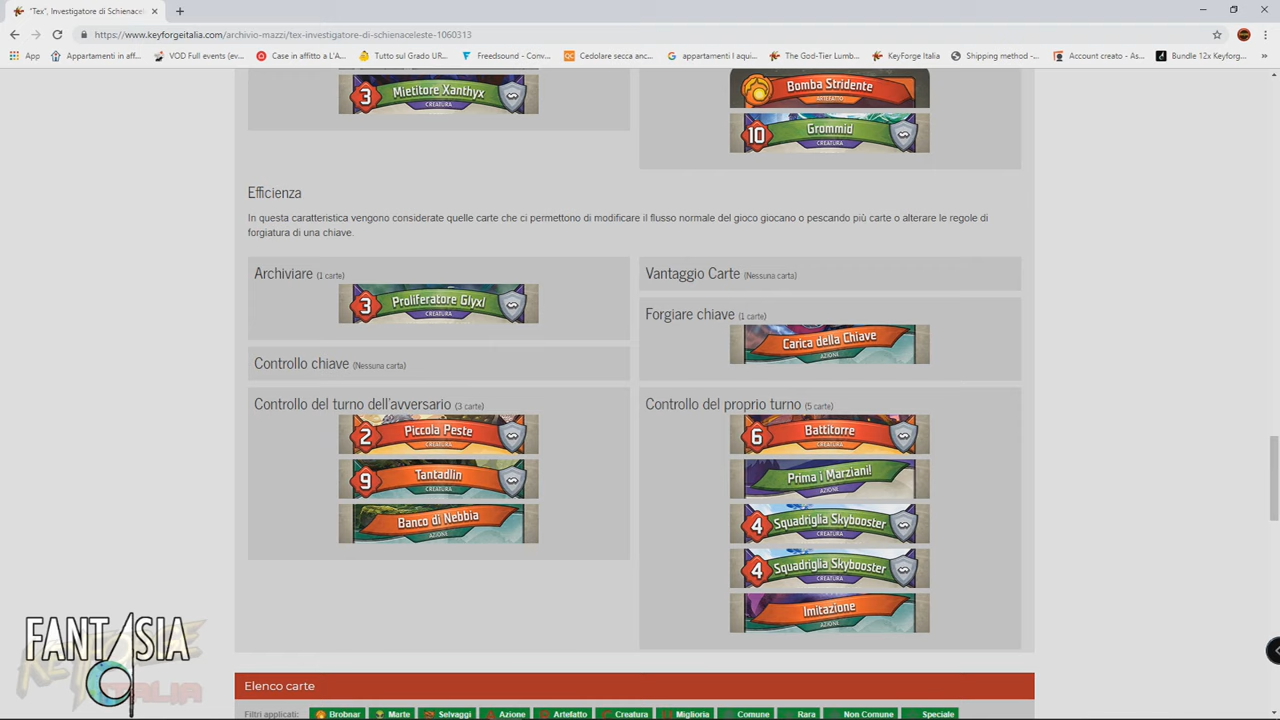 "Tex", Investigatore di Schienacel
https://www.keyforgeitalia.com/archivio-mazzi/tex-investigatore-di-schienaceleste-1060313
App
Appartamenti in aff...
VOD Full events (ev...
Case in affitto a L'A...
Tutto sul Grado UR...
Freedsound - Conv...
Cedolare secca anc...
appartamenti l aqui...
The God-Tier Lumb...
KeyForge Italia
Shipping method -...
Account creato - As...
Bundle 12x Keyforg...
3 Mietitore Xanthyx
CREATURA
Bomba Stridente
ARTEFATTO
10 Grommid
CREATURA
Efficienza
In questa caratteristica vengono considerate quelle carte che ci permettono di modificare il flusso normale del gioco giocano o pescando più carte o alterare le regole di
forgiatura di una chiave.
Archiviare (1 carte)
3 Proliferatore Glyxl
CREATURA
Vantaggio Carte (Nessuna carta)
Forgiare chiave (1 carte)
Carica della Chiave
AZIONE
Controllo chiave (Nessuna carta)
Controllo del turno dell'avversario (3 carte)
2 Piccola Peste
CREATURA
9 Tantadlin
CREATURA
Banco di Nebbia
AZIONE
Controllo del proprio turno (5 carte)
6 Battitorre
CREATURA
Prima i Marziani!
AZIONE
4 Squadriglia Skybooster
CREATURA
4 Squadriglia Skybooster
CREATURA
Imitazione
AZIONE
FANTASIA
ITALIA
Elenco carte
Filtri applicati:
Brobnar
Marte
Selvaggi
Azione
Artefatto
Creatura
Miglioria
Comune
Rara
Non Comune
Speciale